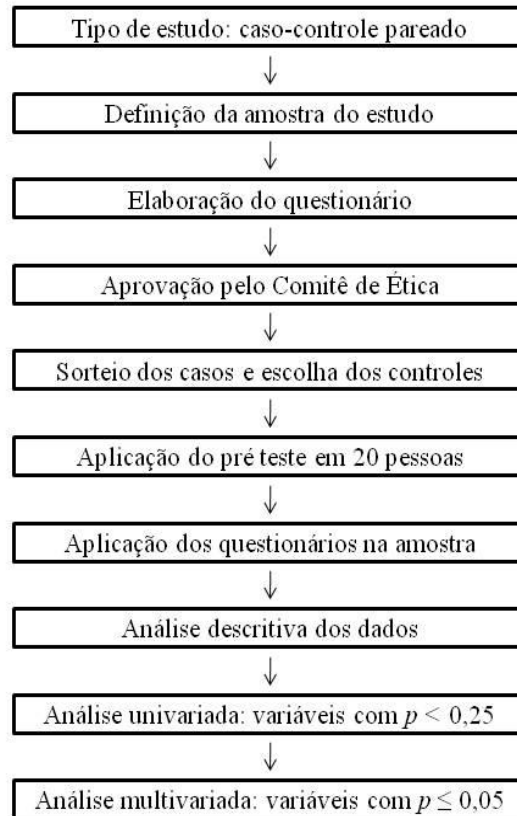 Tipo de estudo: caso-controle pareado
↓
Definição da amostra do estudo
↓
Elaboração do questionário
↓
Aprovação pelo Comitê de Ética
↓
Sorteio dos casos e escolha dos controles
↓
Aplicação do pré teste em 20 pessoas
↓
Aplicação dos questionários na amostra
↓
Análise descritiva dos dados
↓
Análise univariada: variáveis com p < 0,25
↓
Análise multivariada: variáveis com p ≤ 0,05